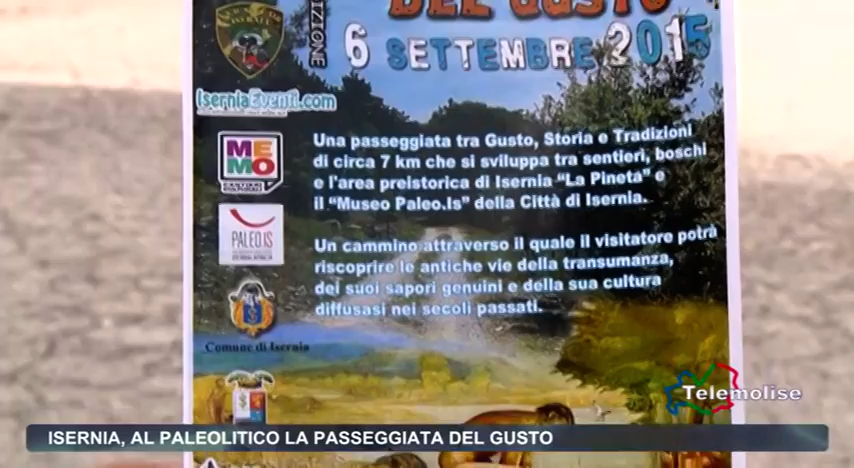 DEL GUSTO
IZIONE
6 SETTEMBRE 2015
IserniaEventi.com
Una passeggiata tra Gusto, Storia e Tradizioni
di circa 7 km che si sviluppa tra sentieri, boschi
e l'area preistorica di Isernia "La Pineta" e
il "Museo Paleo.Is" della Città di Isernia.
ME
MO
PALEO.IS
Un cammino attraverso il quale il visitatore potrà
riscoprire le antiche vie della transumanza,
dei suoi sapori genuini e della sua cultura
diffusasi nei secoli passati.
Comune di Isernia
Telemolise
ISERNIA, AL PALEOLITICO LA PASSEGGIATA DEL GUSTO